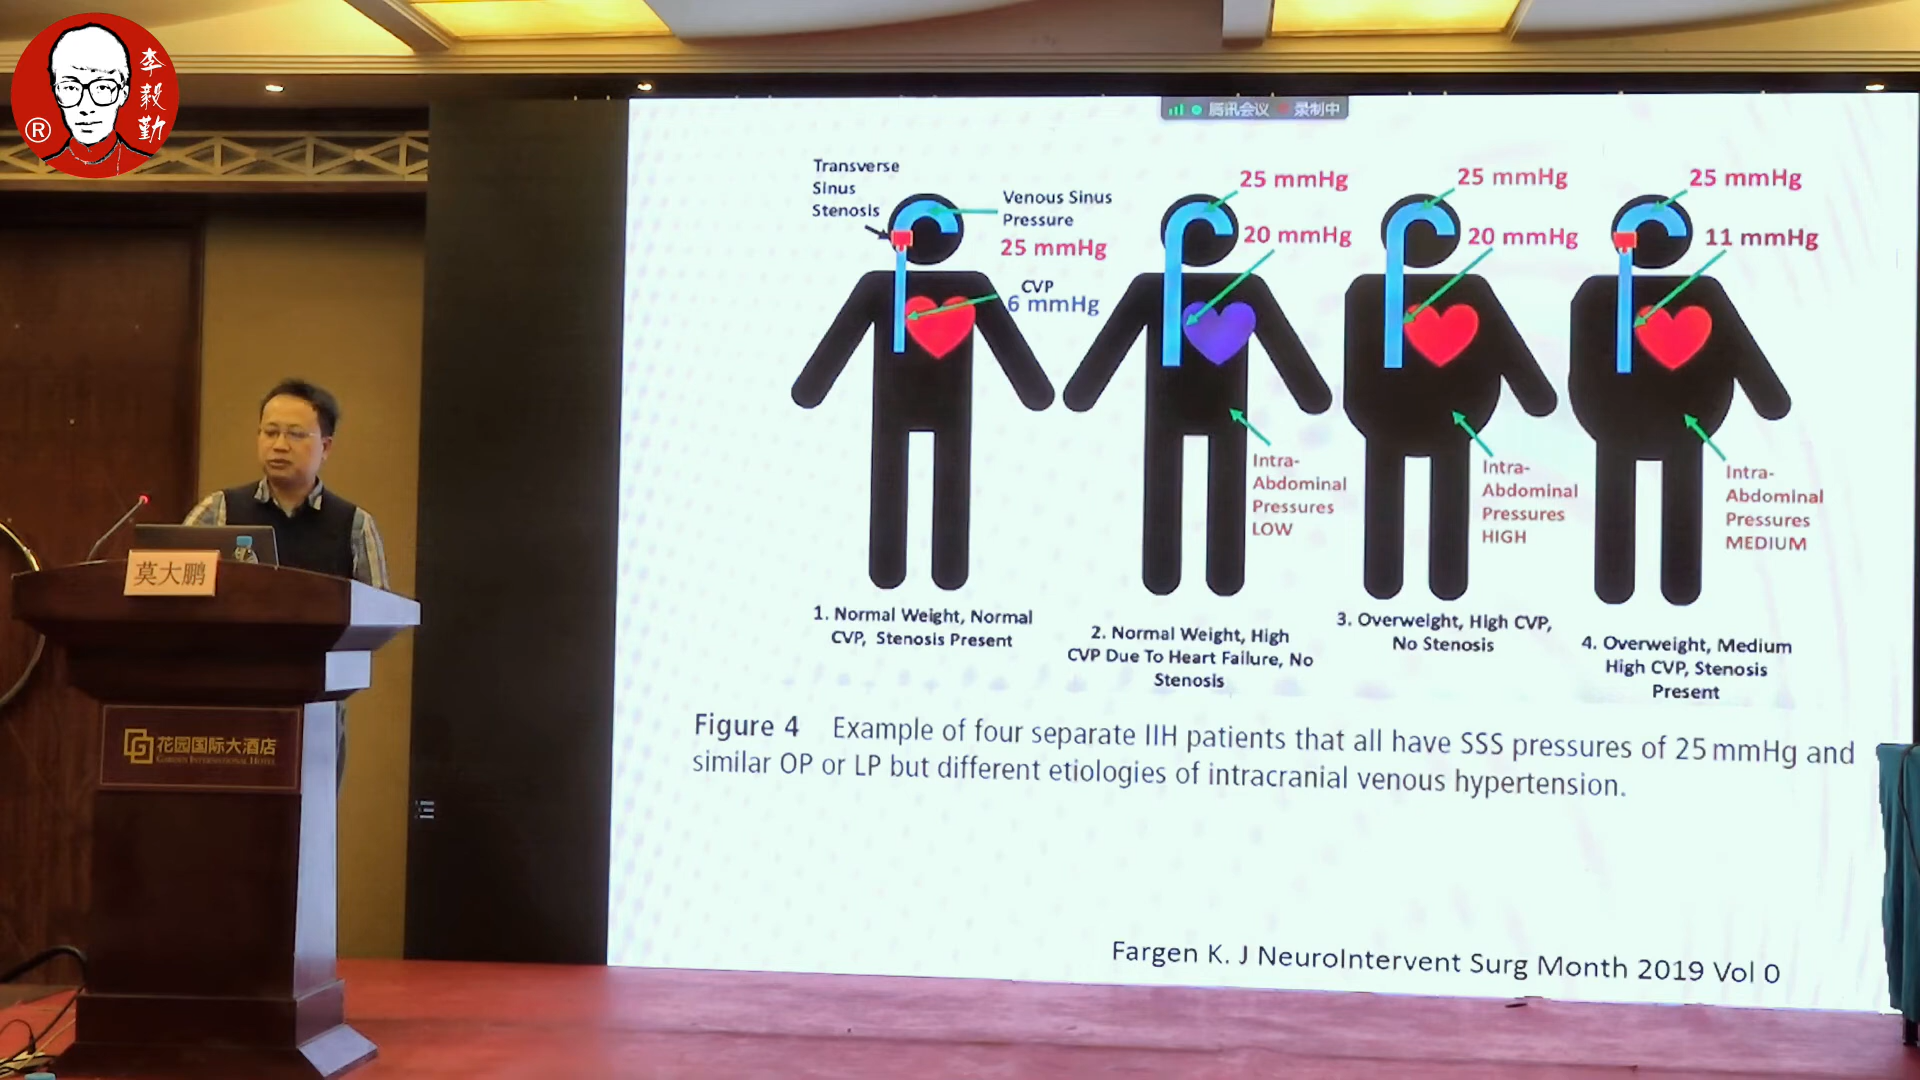 李毅勤
®
腾讯会议 录制中
Transverse
Sinus
Stenosis
Venous Sinus
Pressure
25 mmHg
CVP
6 mmHg
25 mmHg
20 mmHg
25 mmHg
20 mmHg
25 mmHg
11 mmHg
Intra-
Abdominal
Pressures
LOW
Intra-
Abdominal
Pressures
HIGH
Intra-
Abdominal
Pressures
MEDIUM
1. Normal Weight, Normal
CVP, Stenosis Present
2. Normal Weight, High
CVP Due To Heart Failure, No
Stenosis
3. Overweight, High CVP,
No Stenosis
4. Overweight, Medium
High CVP, Stenosis
Present
Figure 4 Example of four separate IIH patients that all have SSS pressures of 25 mmHg and
similar OP or LP but different etiologies of intracranial venous hypertension.
Fargen K. J NeuroIntervent Surg Month 2019 Vol 0
莫大鹏
花园国际大酒店
GARDEN INTERNATIONAL HOTEL